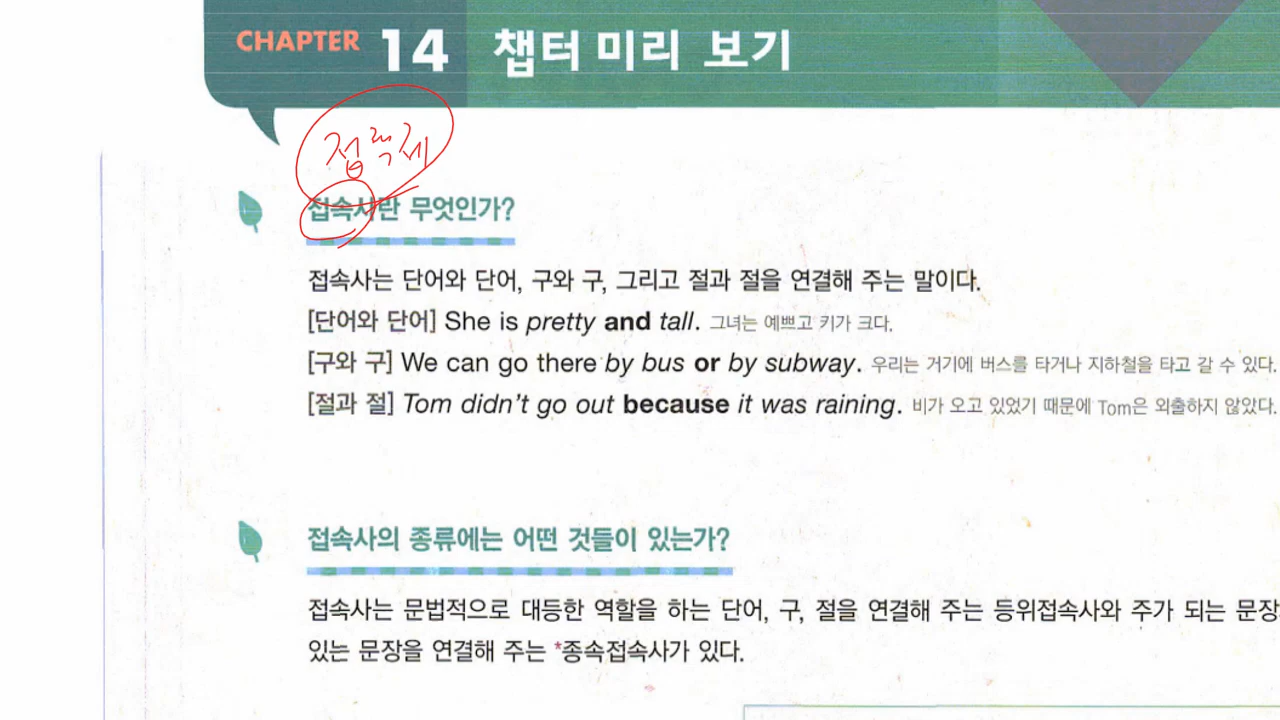 CHAPTER 14 챕터 미리 보기
접착제
접속사란 무엇인가?
접속사는 단어와 단어, 구와 구, 그리고 절과 절을 연결해 주는 말이다.
[단어와 단어] She is pretty and tall. 그녀는 예쁘고 키가 크다.
[구와 구] We can go there by bus or by subway. 우리는 거기에 버스를 타거나 지하철을 타고 갈 수 있다.
[절과 절] Tom didn't go out because it was raining. 비가 오고 있었기 때문에 Tom은 외출하지 않았다.
접속사의 종류에는 어떤 것들이 있는가?
접속사는 문법적으로 대등한 역할을 하는 단어, 구, 절을 연결해 주는 등위접속사와 주가 되는 문장
있는 문장을 연결해 주는 *종속접속사가 있다.